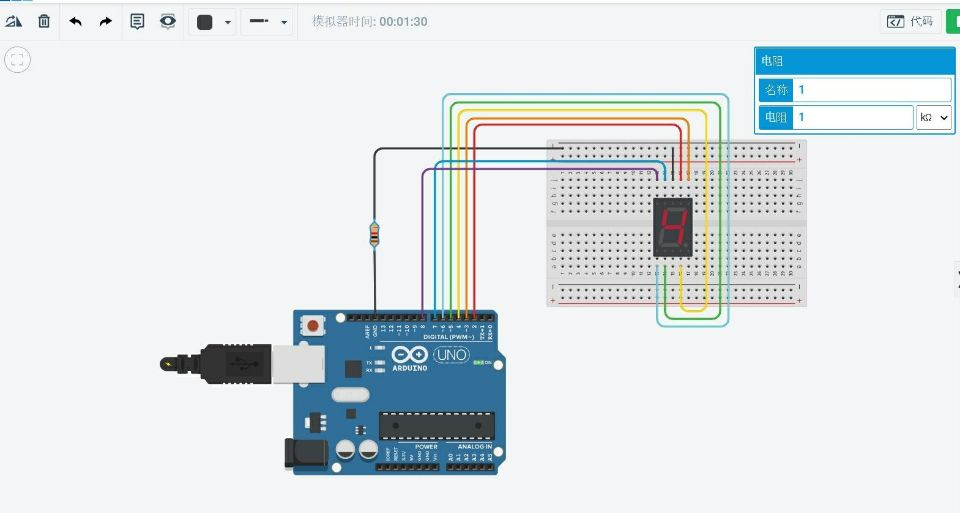 模拟器时间: 00:01:30
代码
电阻
名称 1
电阻 1 kΩ
AREF
GND
13
12
~11
~10
~9
8
7
~6
~5
4
~3
2
TX→1
RX←0
DIGITAL (PWM~)
L
TX
RX
UNO
ON
ARDUINO
4
IOREF
RESET
3.3V
5V
GND
GND
Vin
POWER
ANALOG IN
A0
A1
A2
A3
A4
A5